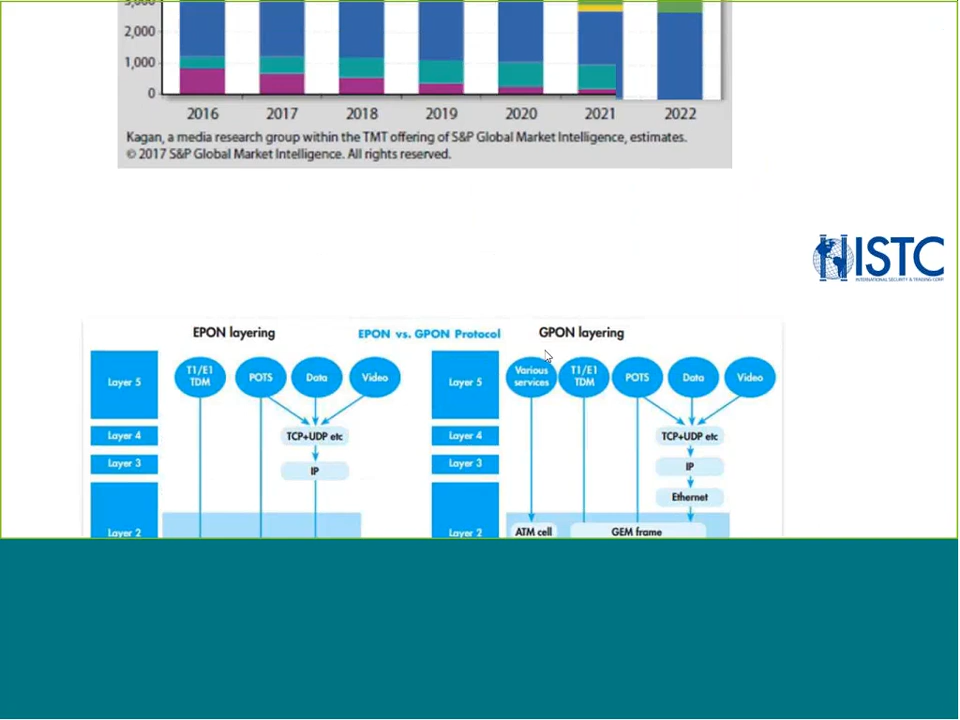 3,000
2,000
1,000
0
2016 2017 2018 2019 2020 2021 2022
Kagan, a media research group within the TMT offering of S&P Global Market Intelligence, estimates.
© 2017 S&P Global Market Intelligence. All rights reserved.
ISTC
INTERNATIONAL SECURITY & TRADING CORP
EPON layering
EPON vs. GPON Protocol
GPON layering
Layer 5
T1/E1
TDM
POTS
Data
Video
Layer 4
TCP+UDP etc
Layer 3
IP
Layer 2
Layer 5
Various
services
T1/E1
TDM
POTS
Data
Video
Layer 4
TCP+UDP etc
Layer 3
IP
Ethernet
Layer 2
ATM cell
GEM frame